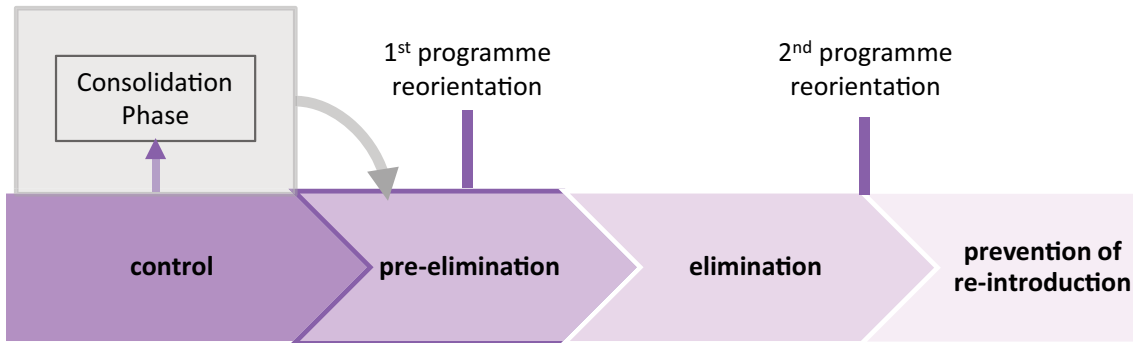 Consolidation
Phase
1st programme
reorientation
2nd programme
reorientation
control
pre-elimination
elimination
prevention of
re-introduction